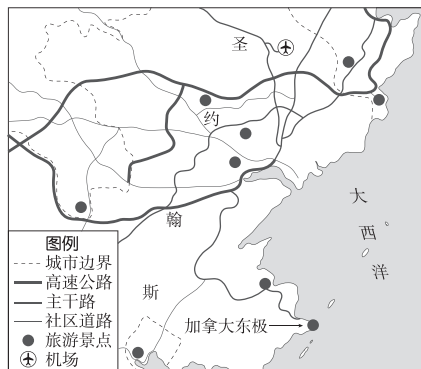 圣
约
翰
斯
大
西
洋
加拿大东极
图例
城市边界
高速公路
主干路
社区道路
旅游景点
机场